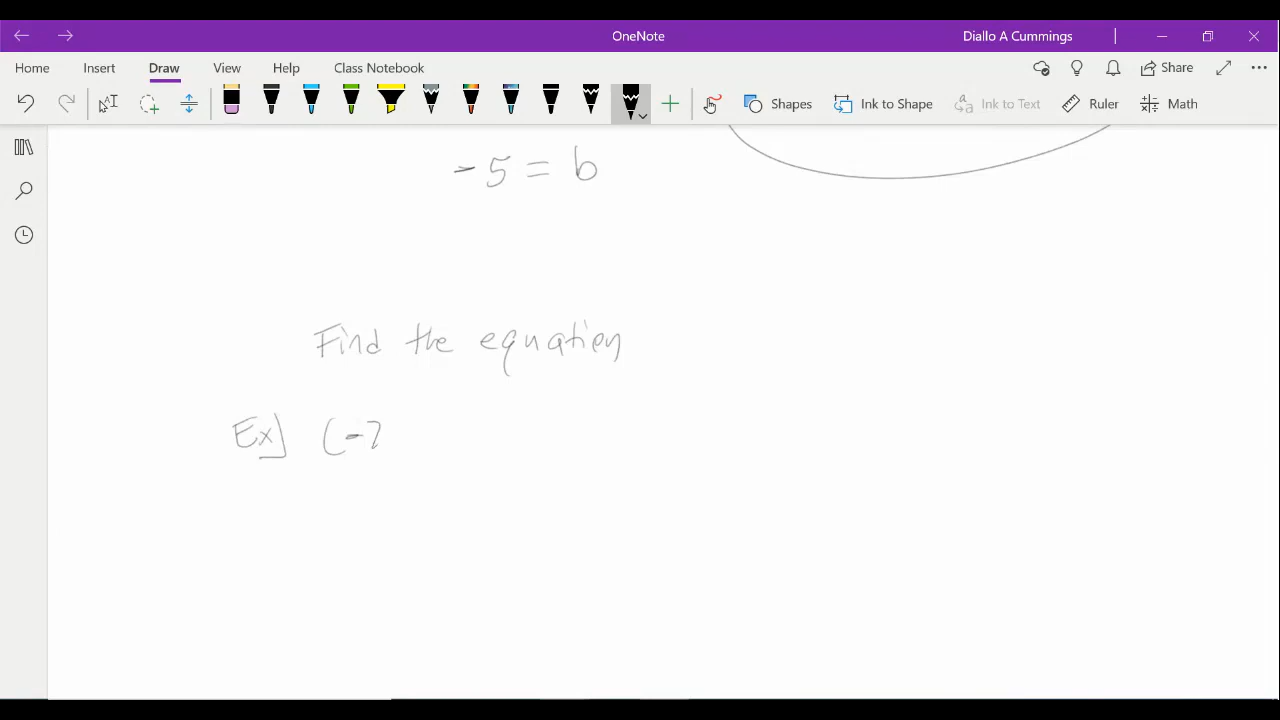 OneNote
Diallo A Cummings
Home Insert Draw View Help Class Notebook Share
Shapes Ink to Shape Ink to Text Ruler Math
-5 = b
Find the equation
Ex] (-7